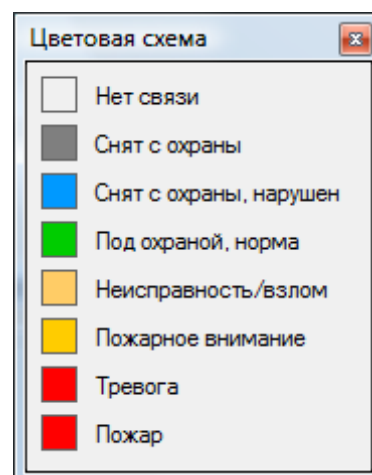 Цветовая схема
Нет связи
Снят с охраны
Снят с охраны, нарушен
Под охраной, норма
Неисправность/взлом
Пожарное внимание
Тревога
Пожар